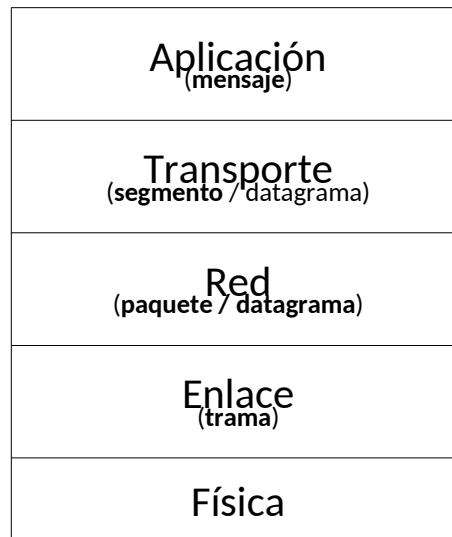 Aplicación
(mensaje)
Transporte
(segmento / datagrama)
Red
(paquete / datagrama)
Enlace
(trama)
Física